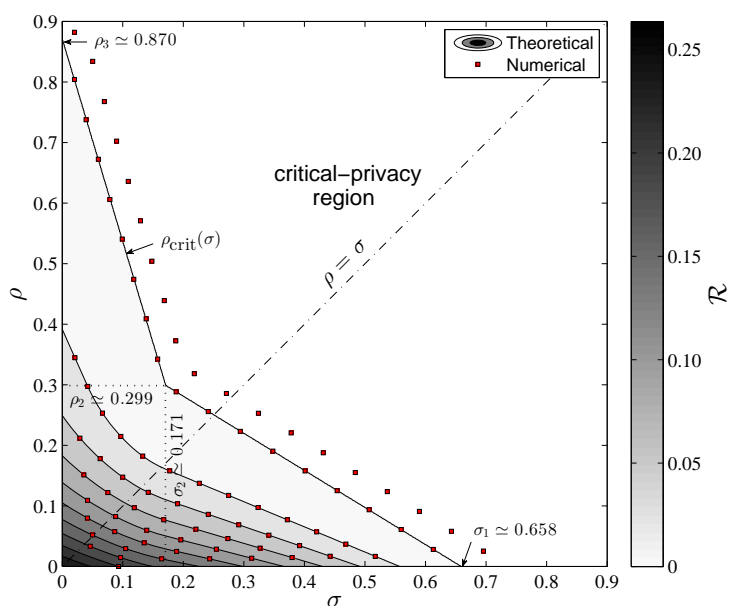 0.9
0.8
0.7
0.6
0.5
0.4
0.3
0.2
0.1
0
ρ
ρ₃ ≃ 0.870
Theoretical
Numerical
critical−privacy
region
ρ = σ
ρcrit(σ)
ρ₂ ≃ 0.299
σ₂ ≃ 0.171
σ₁ ≃ 0.658
0 0.1 0.2 0.3 0.4 0.5 0.6 0.7 0.8 0.9
σ
0.25
0.20
0.15
0.10
0.05
0
ℛ